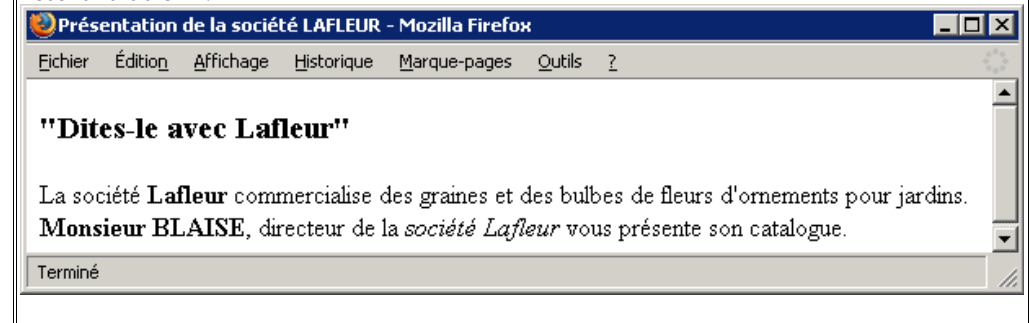 Présentation de la société LAFLEUR - Mozilla Firefox
Fichier Édition Affichage Historique Marque-pages Outils ?
"Dites-le avec Lafleur"
La société Lafleur commercialise des graines et des bulbes de fleurs d'ornements pour jardins.
Monsieur BLAISE, directeur de la société Lafleur vous présente son catalogue.
Terminé